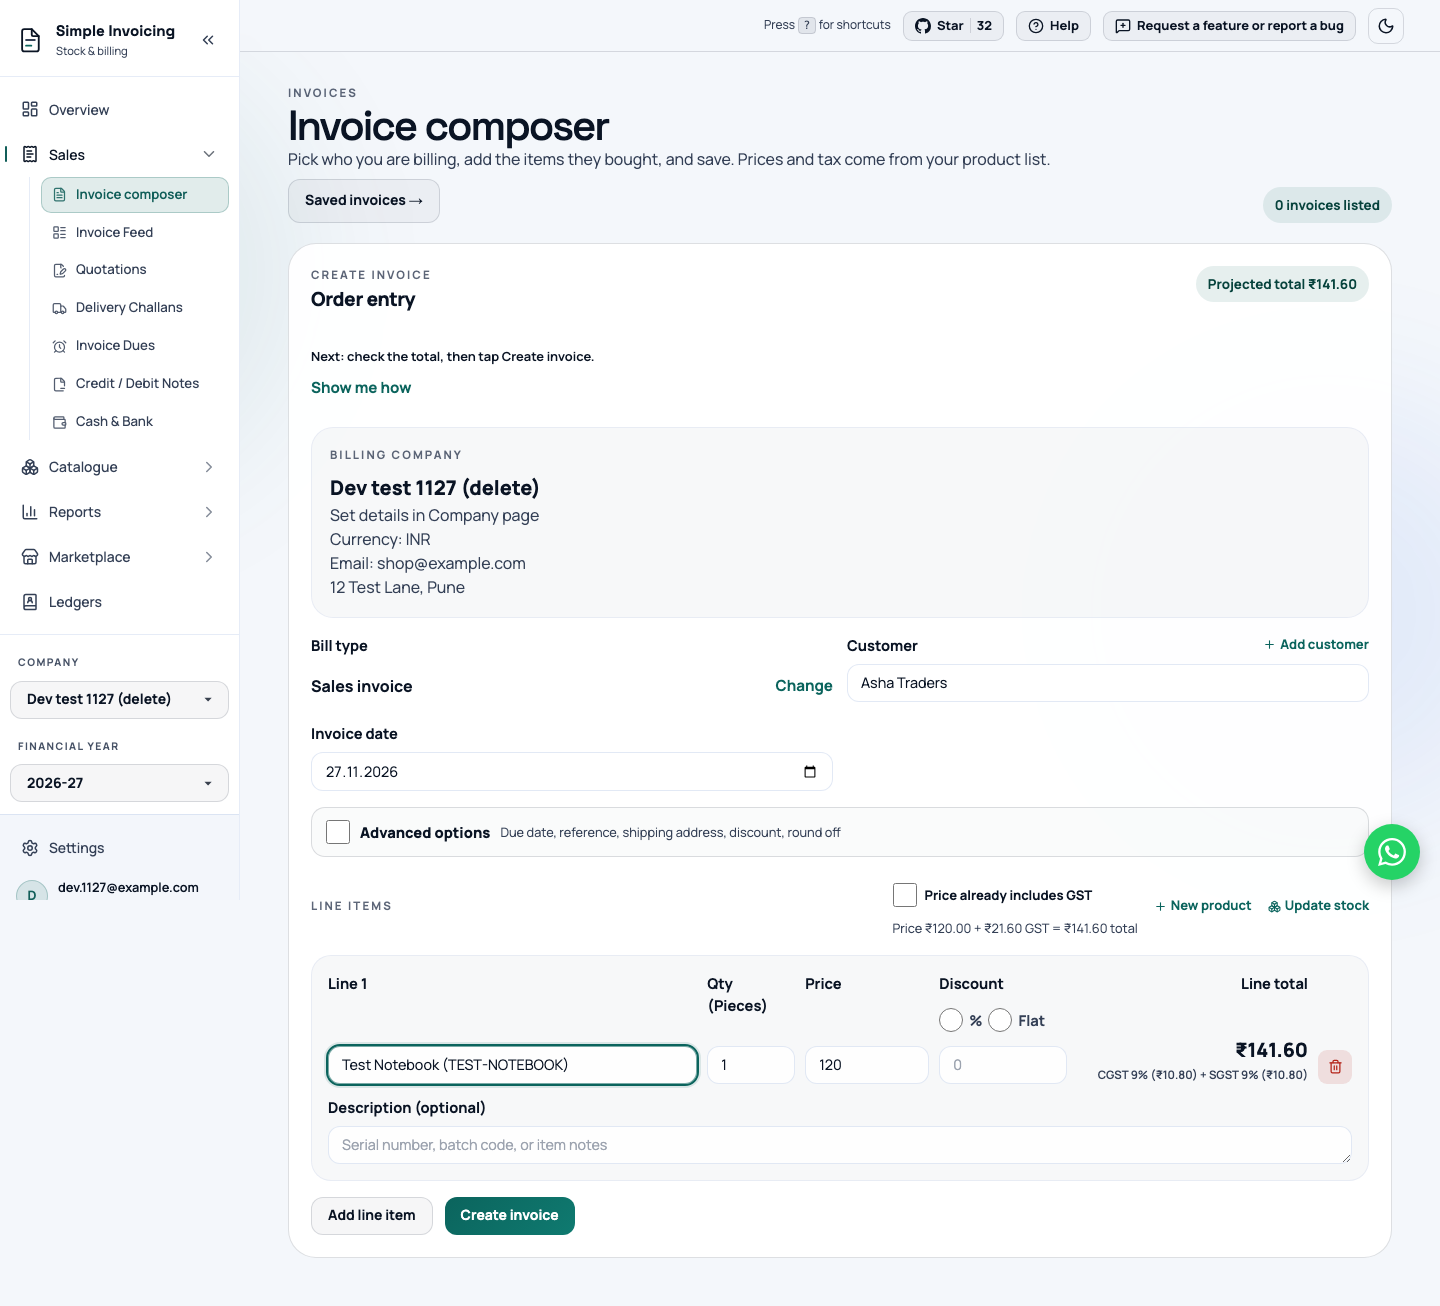 Simple Invoicing
Stock & billing
Overview
Sales
Invoice composer
Invoice Feed
Quotations
Delivery Challans
Invoice Dues
Credit / Debit Notes
Cash & Bank
Catalogue
Reports
Marketplace
Ledgers
COMPANY
Dev test 1127 (delete)
FINANCIAL YEAR
2026-27
Settings
D
dev.1127@example.com
Press ? for shortcuts
Star 32
Help
Request a feature or report a bug
INVOICES
Invoice composer
Pick who you are billing, add the items they bought, and save. Prices and tax come from your product list.
Saved invoices →
0 invoices listed
CREATE INVOICE
Order entry
Projected total ₹141.60
Next: check the total, then tap Create invoice.
Show me how
BILLING COMPANY
Dev test 1127 (delete)
Set details in Company page
Currency: INR
Email: shop@example.com
12 Test Lane, Pune
Bill type
Sales invoice
Change
Customer
+ Add customer
Asha Traders
Invoice date
27.11.2026
Advanced options Due date, reference, shipping address, discount, round off
LINE ITEMS
Price already includes GST
Price ₹120.00 + ₹21.60 GST = ₹141.60 total
+ New product
Update stock
Line 1
Qty
(Pieces)
Price
Discount
% Flat
Line total
Test Notebook (TEST-NOTEBOOK)
1
120
0
₹141.60
CGST 9% (₹10.80) + SGST 9% (₹10.80)
Description (optional)
Serial number, batch code, or item notes
Add line item
Create invoice